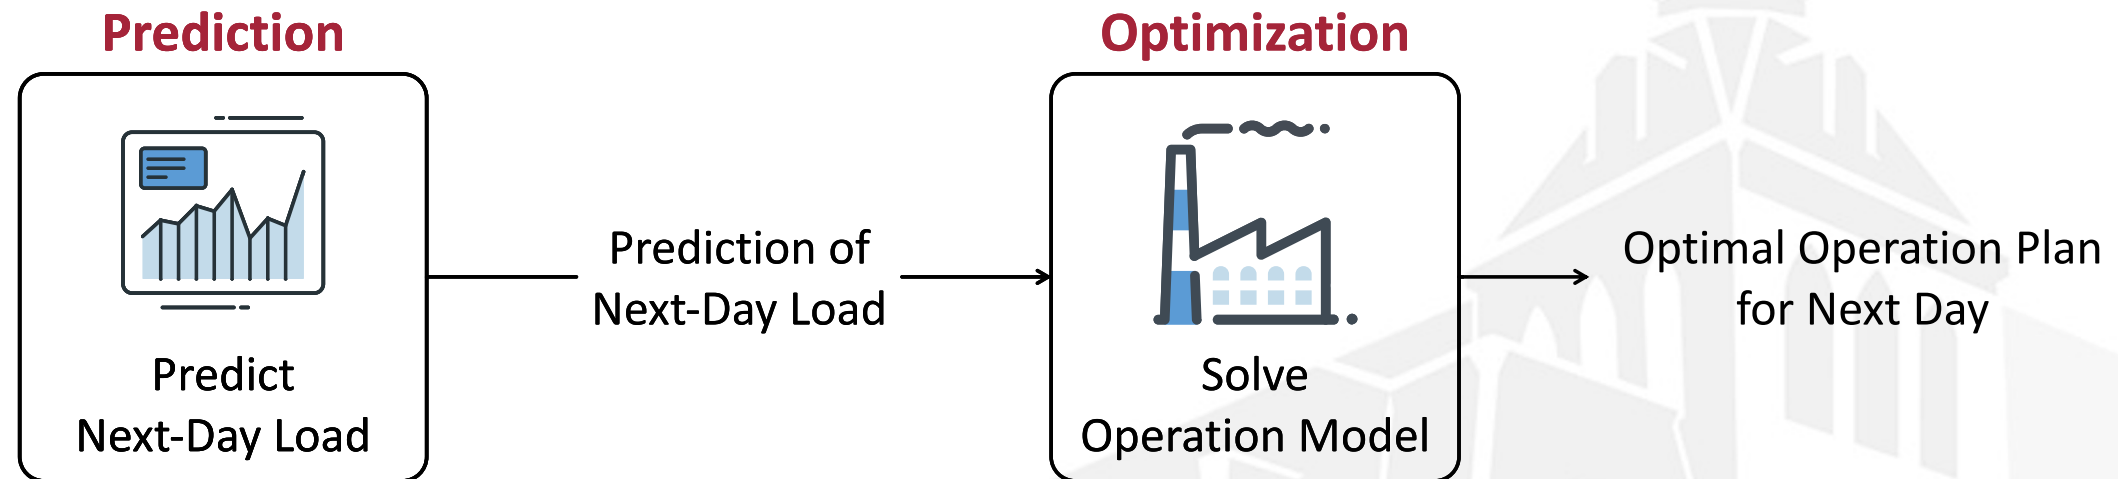 Prediction
Predict
Next-Day Load
Prediction of
Next-Day Load
Optimization
Solve
Operation Model
Optimal Operation Plan
for Next Day